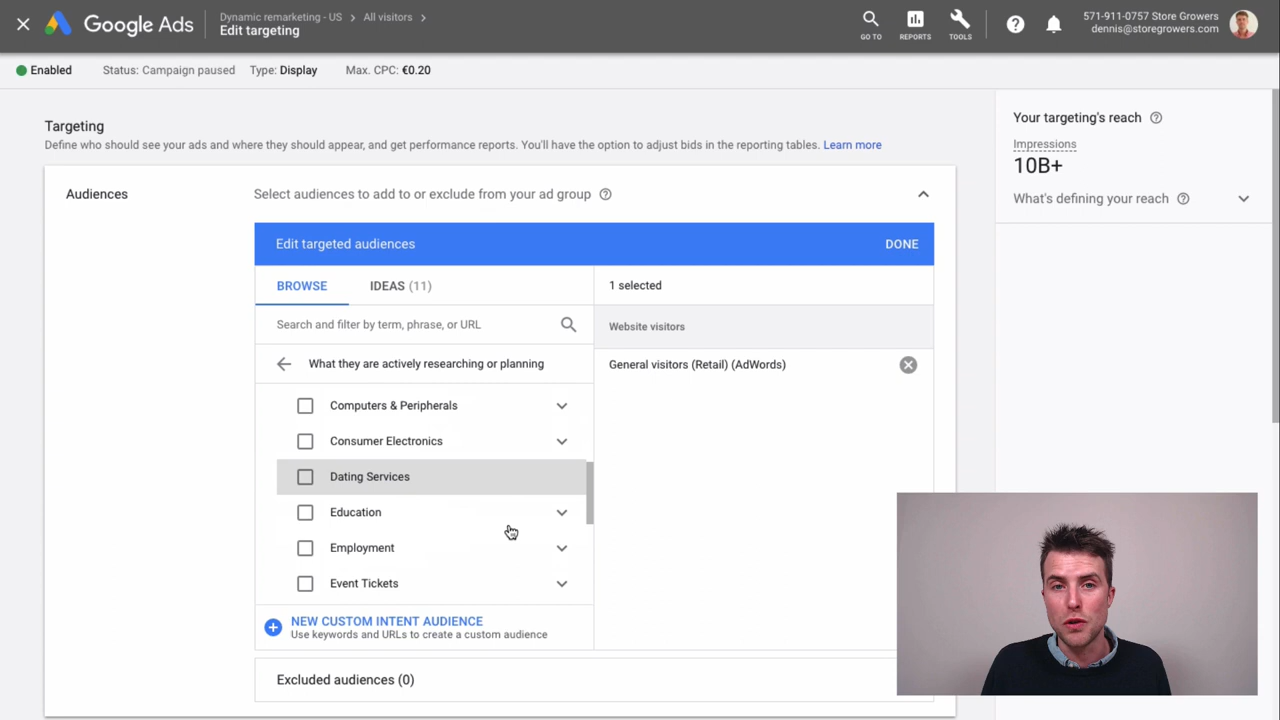 Google Ads
Dynamic remarketing - US
All visitors
Edit targeting
GO TO
REPORTS
TOOLS
571-911-0757 Store Growers
dennis@storegrowers.com
Enabled
Status: Campaign paused
Type: Display
Max. CPC: €0.20
Targeting
Define who should see your ads and where they should appear, and get performance reports. You'll have the option to adjust bids in the reporting tables. Learn more
Your targeting's reach
Impressions
10B+
What's defining your reach
Audiences
Select audiences to add to or exclude from your ad group
Edit targeted audiences
DONE
BROWSE
IDEAS (11)
1 selected
Search and filter by term, phrase, or URL
Website visitors
What they are actively researching or planning
General visitors (Retail) (AdWords)
Computers & Peripherals
Consumer Electronics
Dating Services
Education
Employment
Event Tickets
NEW CUSTOM INTENT AUDIENCE
Use keywords and URLs to create a custom audience
Excluded audiences (0)